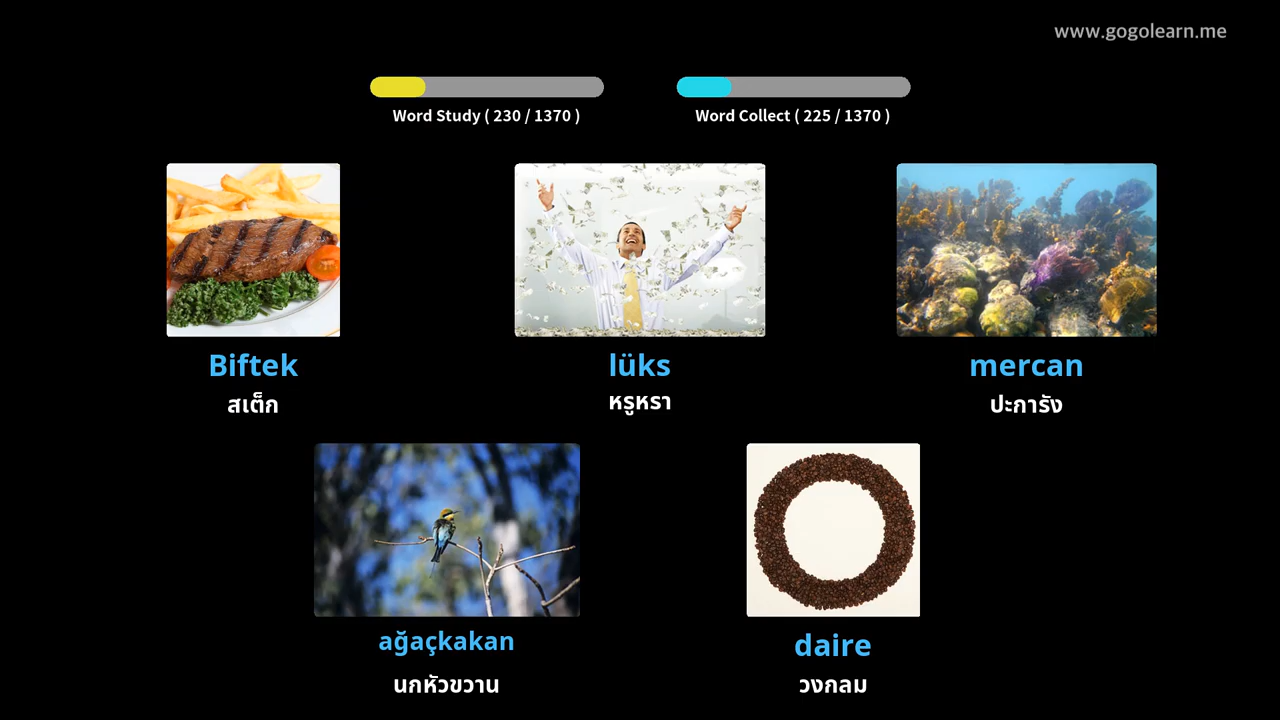 www.gogolearn.me
Word Study ( 230 / 1370 )
Word Collect ( 225 / 1370 )
Biftek
สเต็ก
lüks
หรูหรา
mercan
ปะการัง
ağaçkakan
นกหัวขวาน
daire
วงกลม